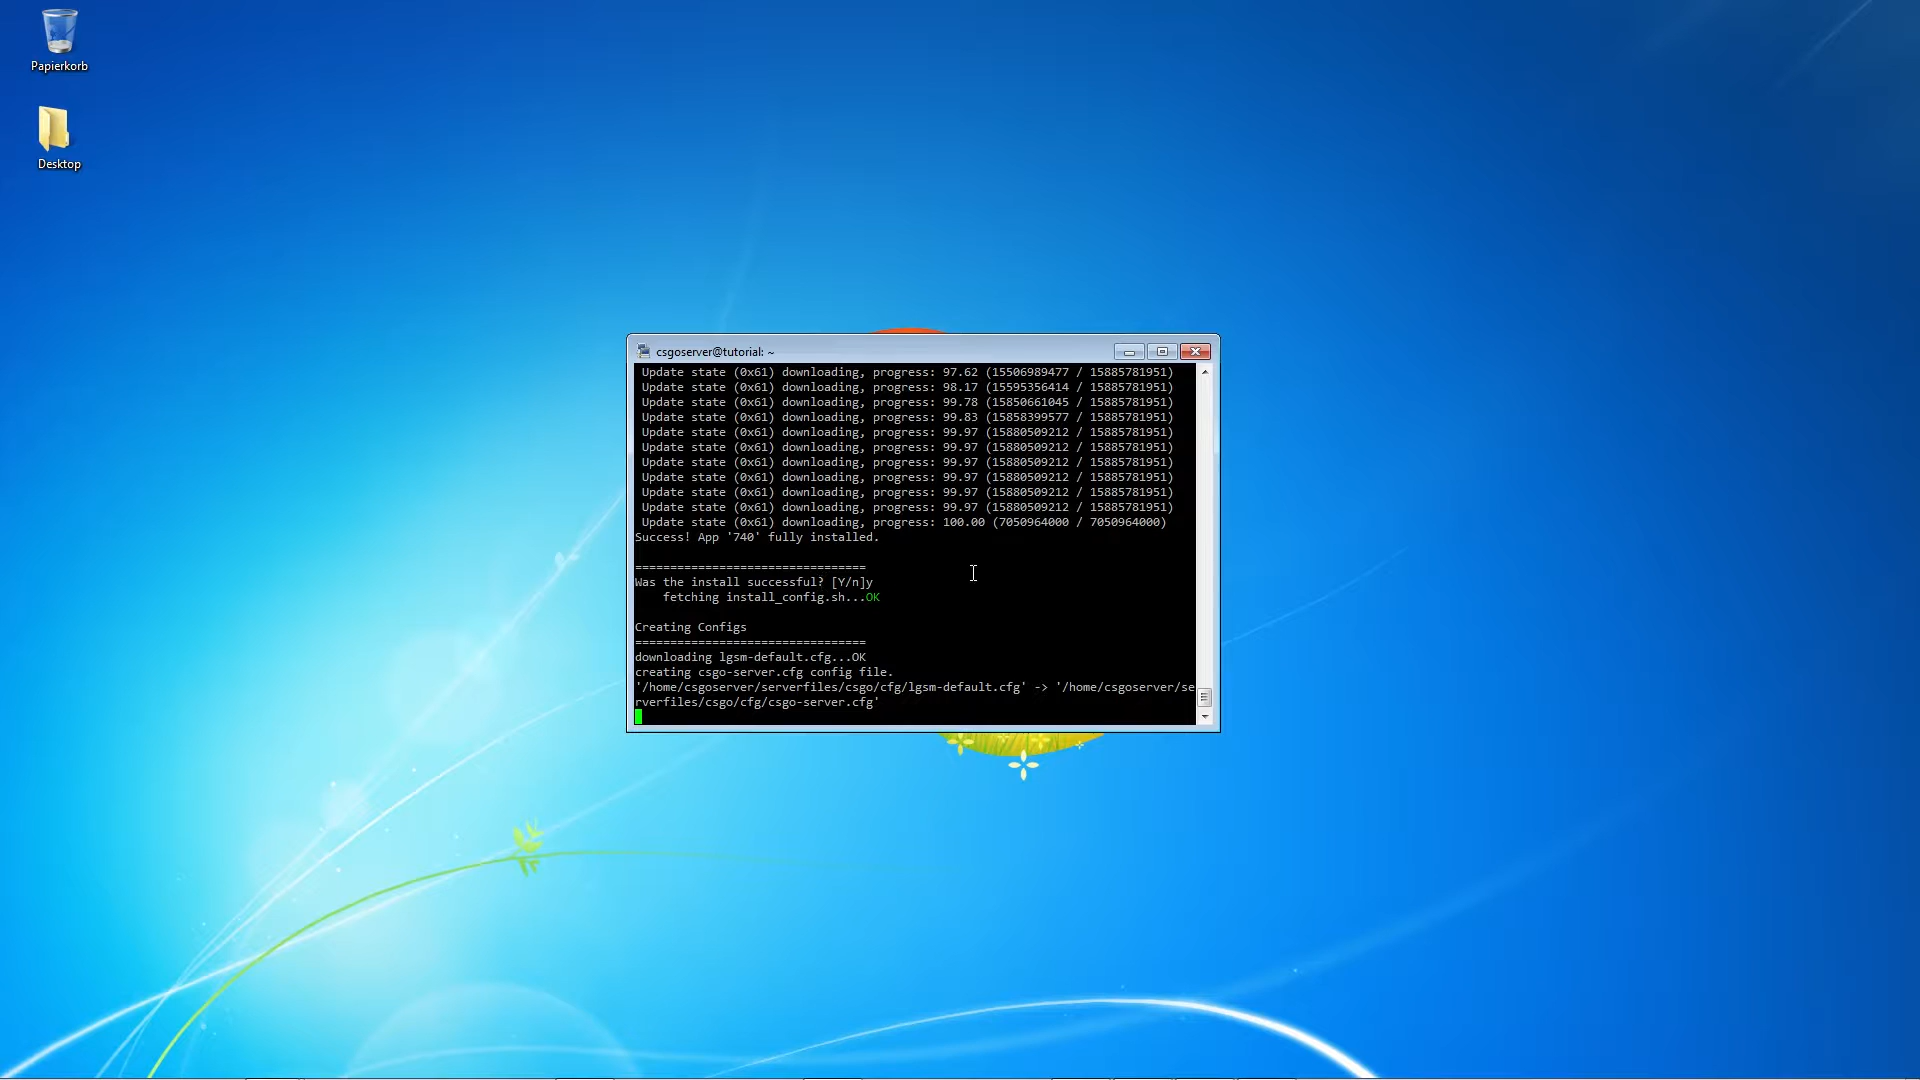 Papierkorb
Desktop
csgoserver@tutorial: ~
Update state (0x61) downloading, progress: 97.62 (15506989477 / 15885781951)
Update state (0x61) downloading, progress: 98.17 (15595356414 / 15885781951)
Update state (0x61) downloading, progress: 99.78 (15850661045 / 15885781951)
Update state (0x61) downloading, progress: 99.83 (15858399577 / 15885781951)
Update state (0x61) downloading, progress: 99.97 (15880509212 / 15885781951)
Update state (0x61) downloading, progress: 99.97 (15880509212 / 15885781951)
Update state (0x61) downloading, progress: 99.97 (15880509212 / 15885781951)
Update state (0x61) downloading, progress: 99.97 (15880509212 / 15885781951)
Update state (0x61) downloading, progress: 99.97 (15880509212 / 15885781951)
Update state (0x61) downloading, progress: 99.97 (15880509212 / 15885781951)
Update state (0x61) downloading, progress: 100.00 (7050964000 / 7050964000)
Success! App '740' fully installed.
=================================
Was the install successful? [Y/n]y
fetching install_config.sh...OK
Creating Configs
=================================
downloading lgsm-default.cfg...OK
creating csgo-server.cfg config file.
'/home/csgoserver/serverfiles/csgo/cfg/lgsm-default.cfg' -> '/home/csgoserver/se
rverfiles/csgo/cfg/csgo-server.cfg'